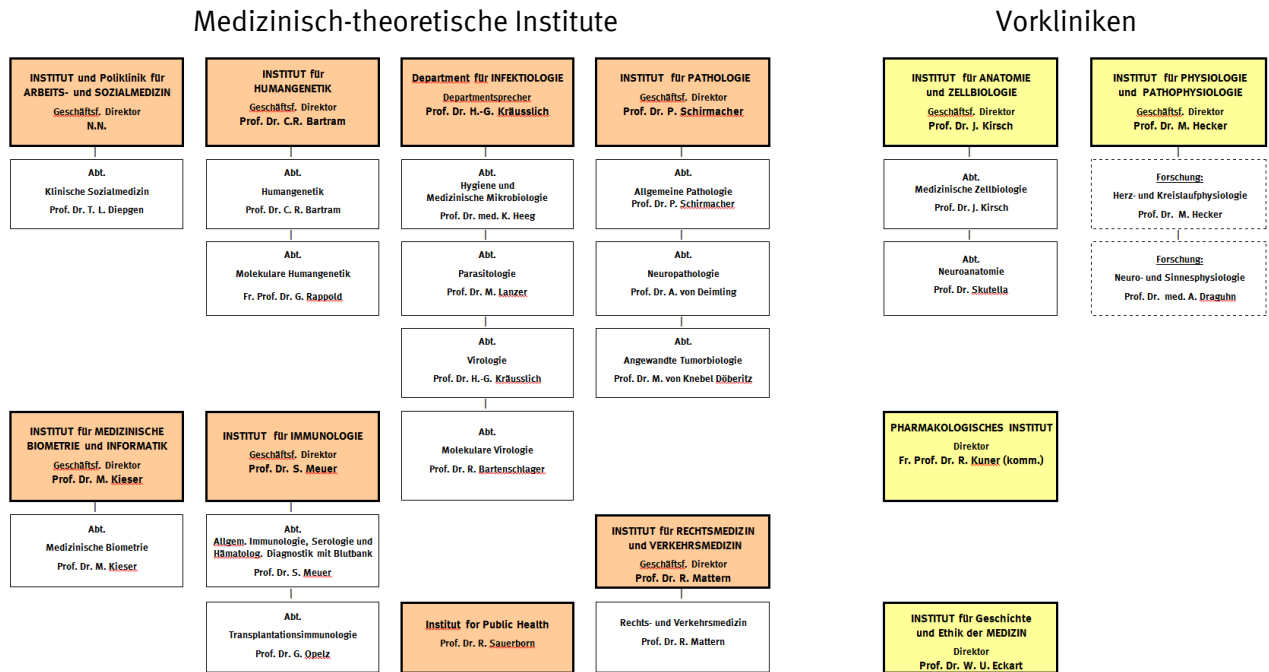 Medizinisch-theoretische Institute
Vorkliniken
INSTITUT und Poliklinik für
ARBEITS- und SOZIALMEDIZIN
Geschäftsf. Direktor
N.N.
Abt.
Klinische Sozialmedizin
Prof. Dr. T. L. Diepgen
INSTITUT für
HUMANGENETIK
Geschäftsf. Direktor
Prof. Dr. C.R. Bartram
Abt.
Humangenetik
Prof. Dr. C. R. Bartram
Abt.
Molekulare Humangenetik
Fr. Prof. Dr. G. Rappold
Department für INFEKTIOLOGIE
Departmentsprecher
Prof. Dr. H.-G. Kräusslich
Abt.
Hygiene und
Medizinische Mikrobiologie
Prof. Dr. med. K. Heeg
Abt.
Parasitologie
Prof. Dr. M. Lanzer
Abt.
Virologie
Prof. Dr. H.-G. Kräusslich
Abt.
Molekulare Virologie
Prof. Dr. R. Bartenschlager
INSTITUT für PATHOLOGIE
Geschäftsf. Direktor
Prof. Dr. P. Schirmacher
Abt.
Allgemeine Pathologie
Prof. Dr. P. Schirmacher
Abt.
Neuropathologie
Prof. Dr. A. von Deimling
Abt.
Angewandte Tumorbiologie
Prof. Dr. M. von Knebel Döberitz
INSTITUT für ANATOMIE
und ZELLBIOLOGIE
Geschäftsf. Direktor
Prof. Dr. J. Kirsch
Abt.
Medizinische Zellbiologie
Prof. Dr. J. Kirsch
Abt.
Neuroanatomie
Prof. Dr. Skutella
INSTITUT für PHYSIOLOGIE
und PATHOPHYSIOLOGIE
Geschäftsf. Direktor
Prof. Dr. M. Hecker
Forschung:
Herz- und Kreislaufphysiologie
Prof. Dr. M. Hecker
Forschung:
Neuro- und Sinnesphysiologie
Prof. Dr. med. A. Draguhn
INSTITUT für MEDIZINISCHE
BIOMETRIE und INFORMATIK
Geschäftsf. Direktor
Prof. Dr. M. Kieser
Abt.
Medizinische Biometrie
Prof. Dr. M. Kieser
INSTITUT für IMMUNOLOGIE
Geschäftsf. Direktor
Prof. Dr. S. Meuer
Abt.
Allgem. Immunologie, Serologie und
Hämatolog. Diagnostik mit Blutbank
Prof. Dr. S. Meuer
Abt.
Transplantationsimmunologie
Prof. Dr. G. Opelz
Institut for Public Health
Prof. Dr. R. Sauerborn
INSTITUT für RECHTSMEDIZIN
und VERKEHRSMEDIZIN
Geschäftsf. Direktor
Prof. Dr. R. Mattern
Rechts- und Verkehrsmedizin
Prof. Dr. R. Mattern
PHARMAKOLOGISCHES INSTITUT
Direktor
Fr. Prof. Dr. R. Kuner (komm.)
INSTITUT für Geschichte
und Ethik der MEDIZIN
Direktor
Prof. Dr. W. U. Eckart